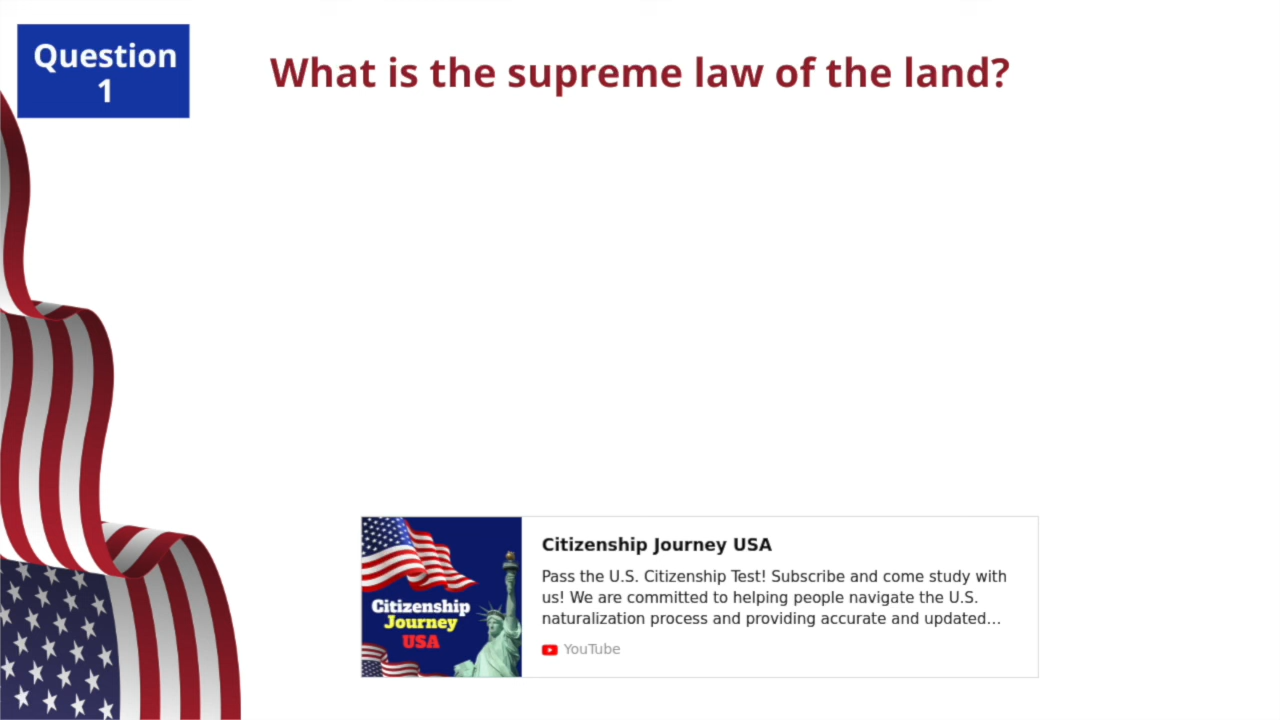 Question
1
What is the supreme law of the land?
Citizenship
Journey
USA
Citizenship Journey USA
Pass the U.S. Citizenship Test! Subscribe and come study with
us! We are committed to helping people navigate the U.S.
naturalization process and providing accurate and updated...
YouTube